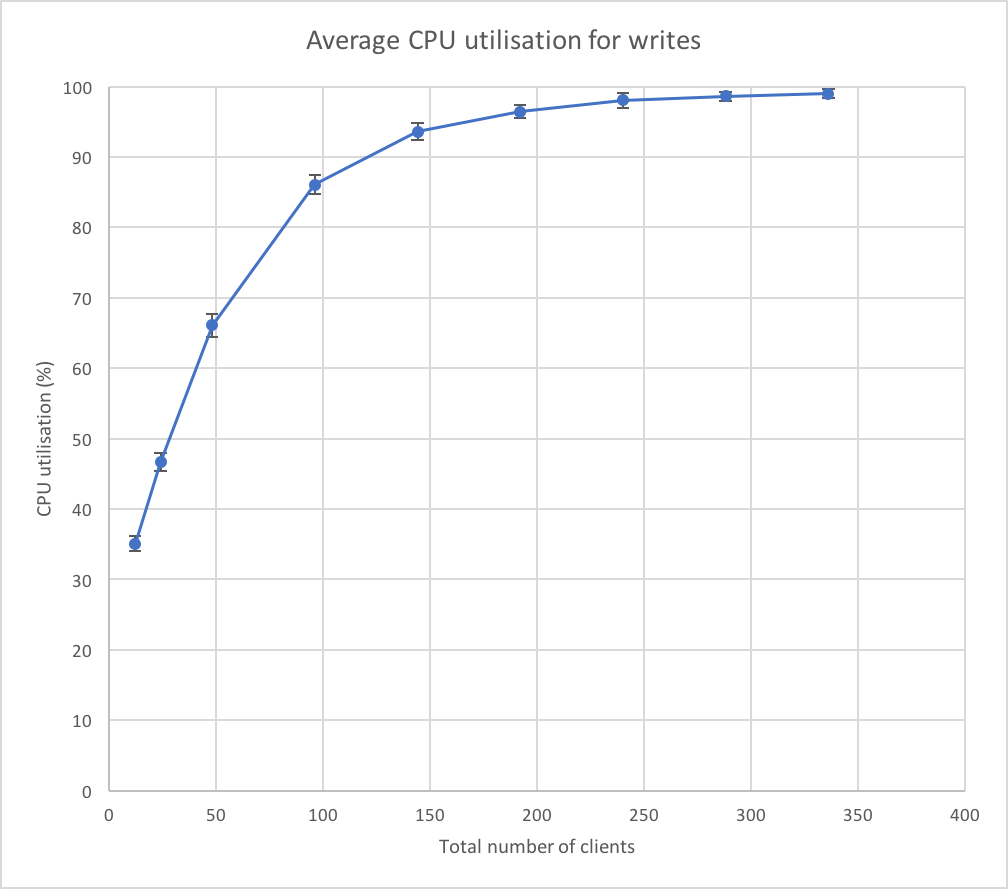 Average CPU utilisation for writes
CPU utilisation (%)
100
90
80
70
60
50
40
30
20
10
0
0 50 100 150 200 250 300 350 400
Total number of clients